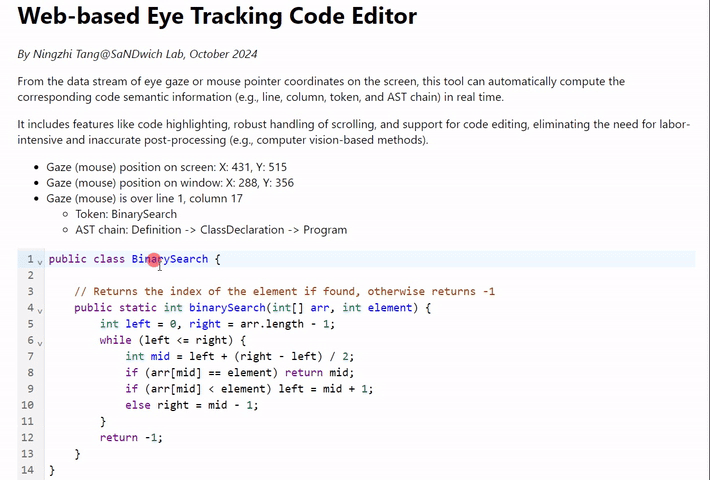 Web-based Eye Tracking Code Editor
By Ningzhi Tang@SaNDwich Lab, October 2024
From the data stream of eye gaze or mouse pointer coordinates on the screen, this tool can automatically compute the
corresponding code semantic information (e.g., line, column, token, and AST chain) in real time.
It includes features like code highlighting, robust handling of scrolling, and support for code editing, eliminating the need for labor-
intensive and inaccurate post-processing (e.g., computer vision-based methods).
• Gaze (mouse) position on screen: X: 431, Y: 515
• Gaze (mouse) position on window: X: 288, Y: 356
• Gaze (mouse) is over line 1, column 17
○ Token: BinarySearch
○ AST chain: Definition -> ClassDeclaration -> Program
1 public class BinarySearch {
2
3     // Returns the index of the element if found, otherwise returns -1
4     public static int binarySearch(int[] arr, int element) {
5         int left = 0, right = arr.length - 1;
6         while (left <= right) {
7             int mid = left + (right - left) / 2;
8             if (arr[mid] == element) return mid;
9             if (arr[mid] < element) left = mid + 1;
10             else right = mid - 1;
11         }
12         return -1;
13     }
14 }